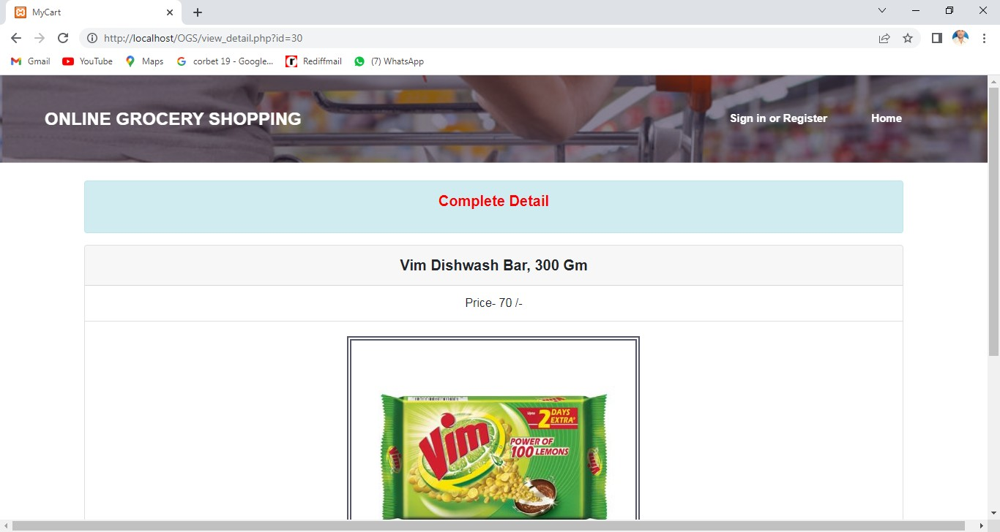 MyCart
http://localhost/OGS/view_detail.php?id=30
Gmail YouTube Maps corbet 19 - Google... Rediffmail (7) WhatsApp
ONLINE GROCERY SHOPPING Sign in or Register Home
Complete Detail
Vim Dishwash Bar, 300 Gm
Price- 70 /-
Upto 2 DAYS EXTRA*
Vim
POWER OF
100 LEMONS
Vim
Vim